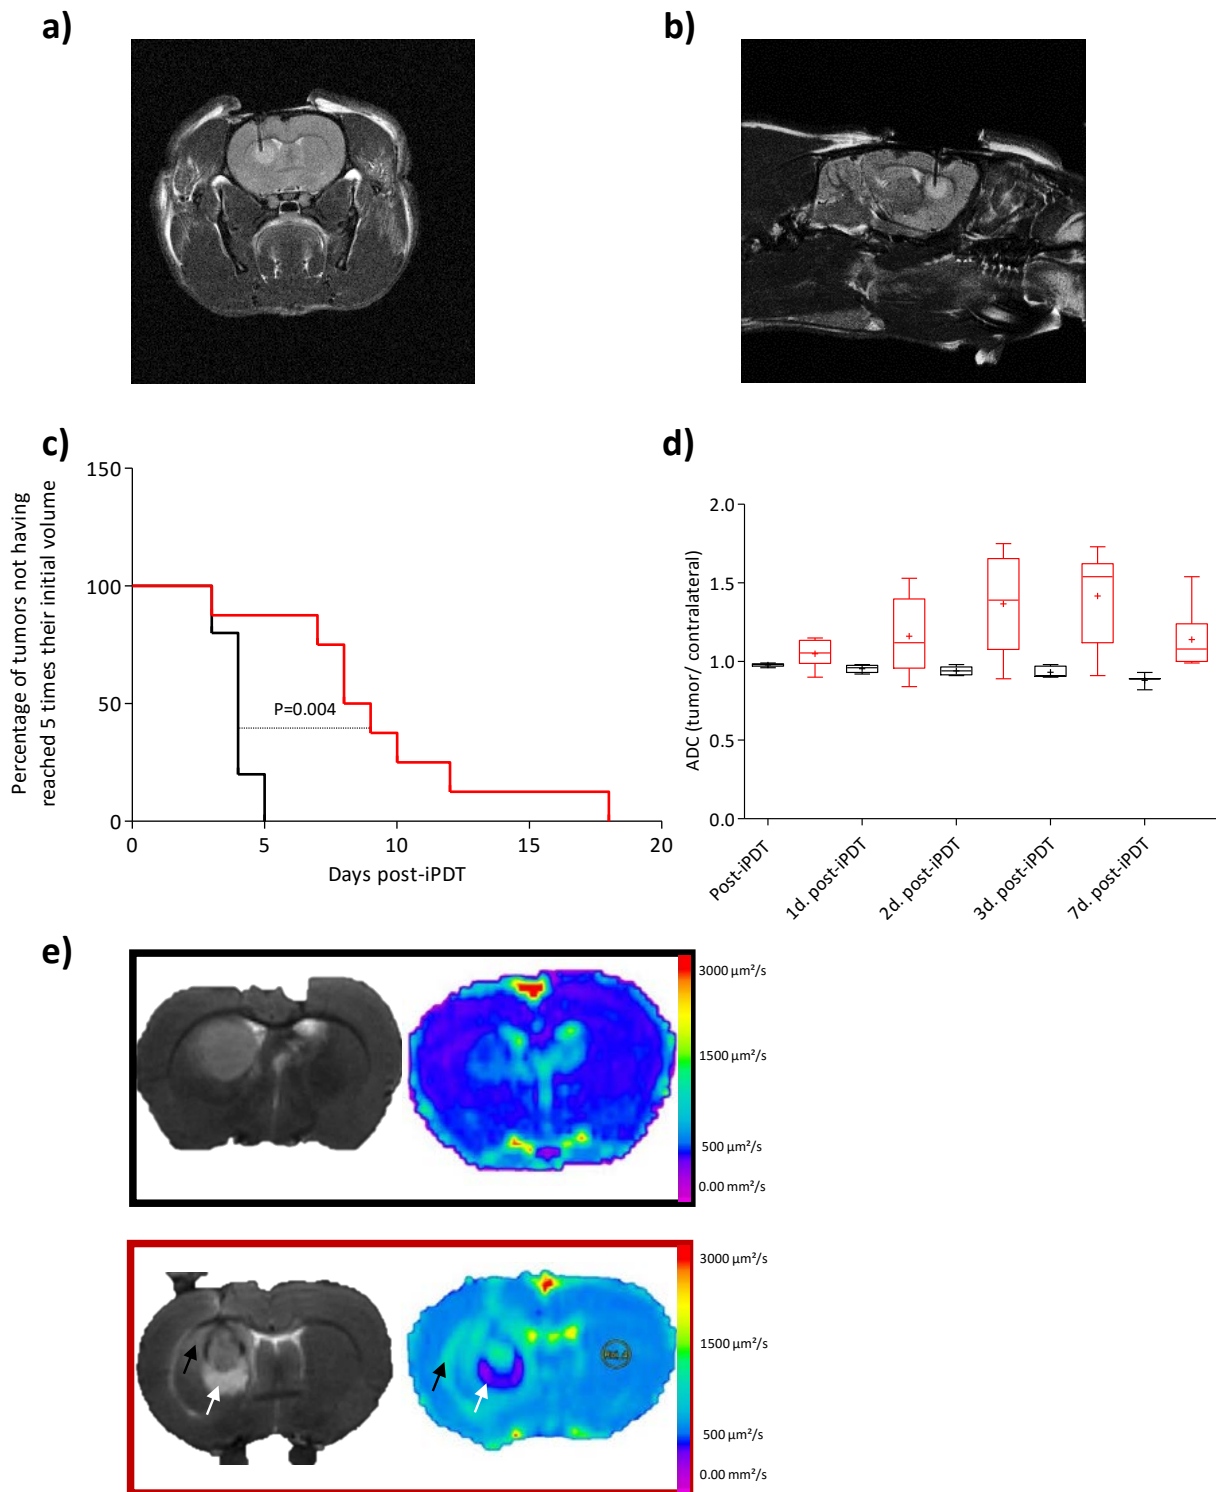 a)
b)
c)
150
100
50
0
Percentage of tumors not having
reached 5 times their initial volume
P=0.004
0
5
10
15
20
Days post-iPDT
d)
2.0
1.5
1.0
0.5
0.0
ADC (tumor/ contralateral)
Post-iPDT
1d. post-iPDT
2d. post-iPDT
3d. post-iPDT
7d. post-iPDT
e)
3000 µm²/s
1500 µm²/s
500 µm²/s
0.00 mm²/s
3000 µm²/s
1500 µm²/s
500 µm²/s
0.00 mm²/s